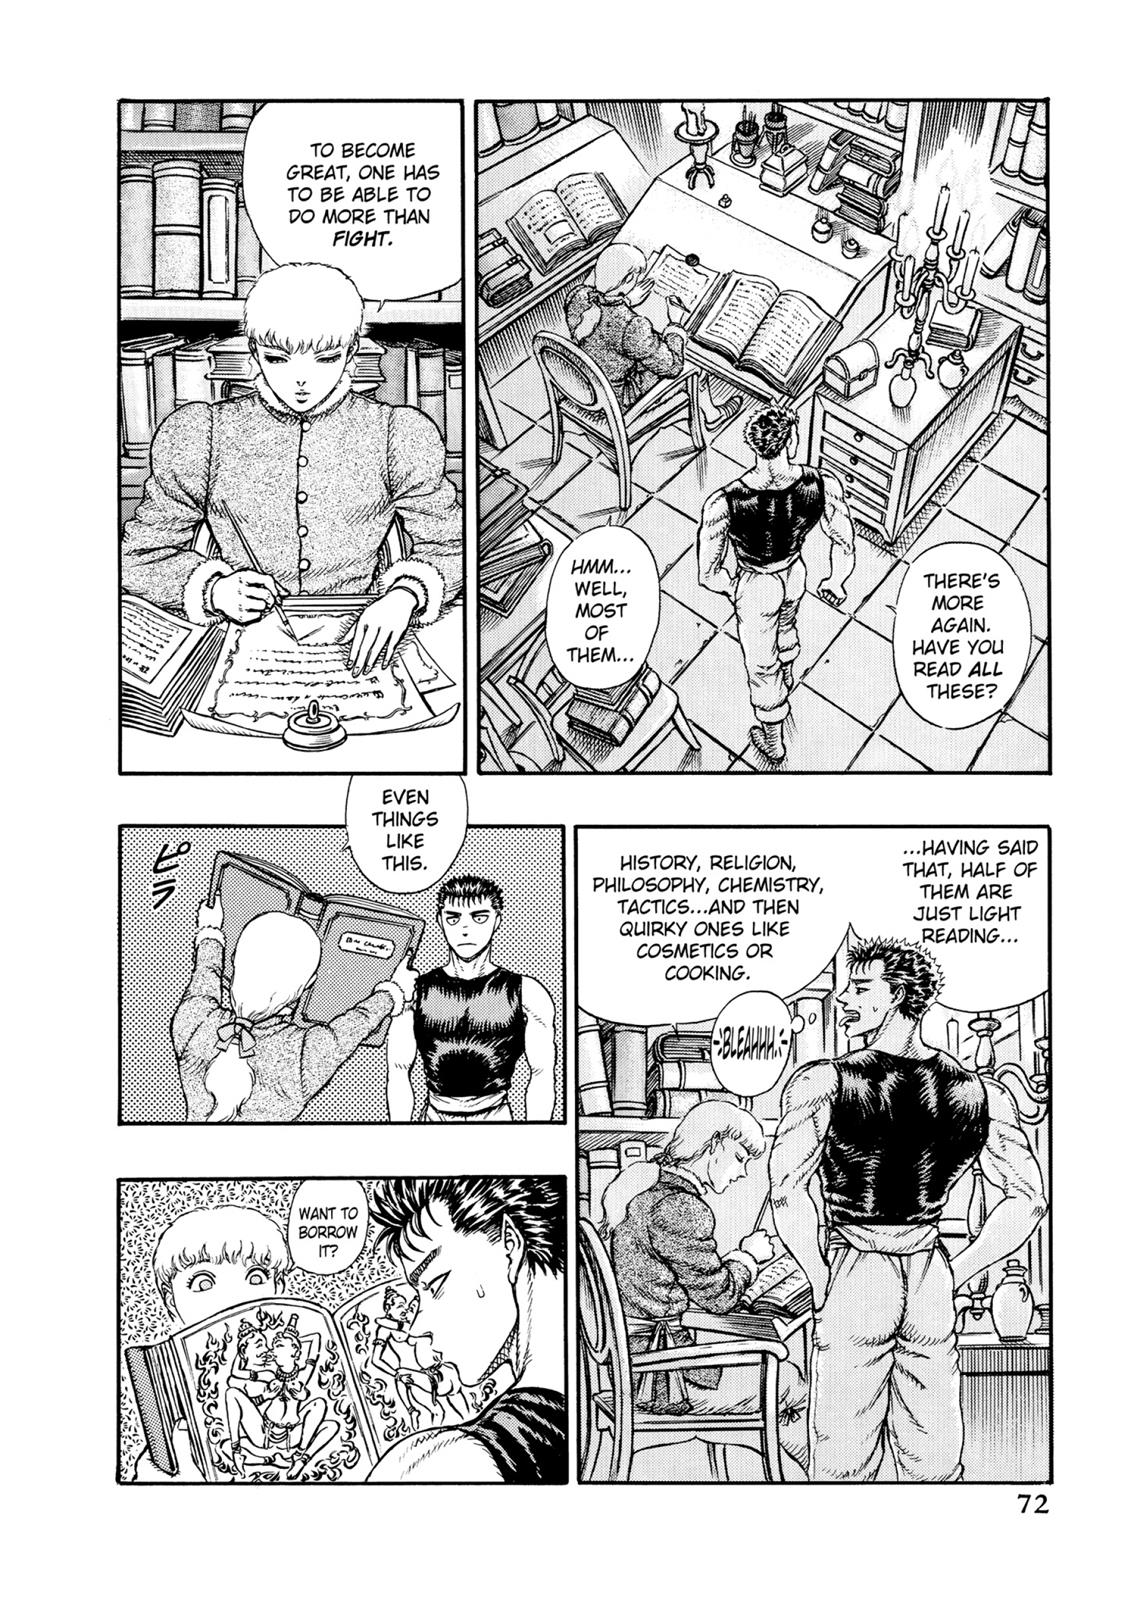 THERE'S
MORE
AGAIN.
HAVE YOU
READ ALL
THESE?
HMM...
WELL,
MOST
OF
THEM...
TO BECOME
GREAT, ONE HAS
TO BE ABLE TO
DO MORE THAN
FIGHT.
...HAVING SAID
THAT, HALF OF
THEM ARE
JUST LIGHT
READING...
HISTORY, RELIGION,
PHILOSOPHY, CHEMISTRY,
TACTICS...AND THEN
QUIRKY ONES LIKE
COSMETICS OR
COOKING.
BLEAHHH..
EVEN
THINGS
LIKE
THIS.
ピラ
WANT TO
BORROW
IT?
72